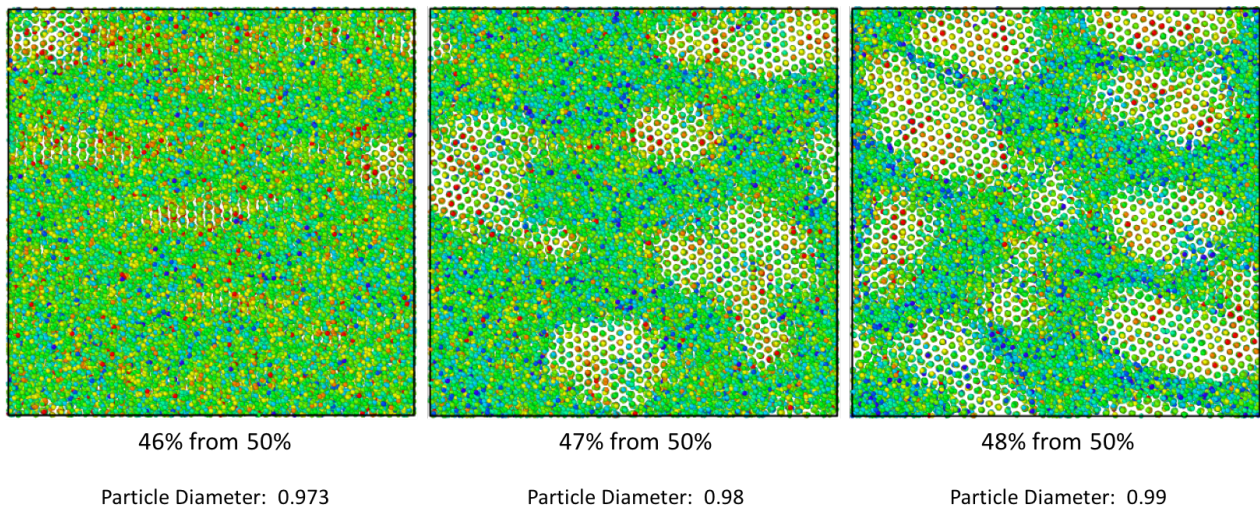 46% from 50%
47% from 50%
48% from 50%
Particle Diameter: 0.973
Particle Diameter: 0.98
Particle Diameter: 0.99